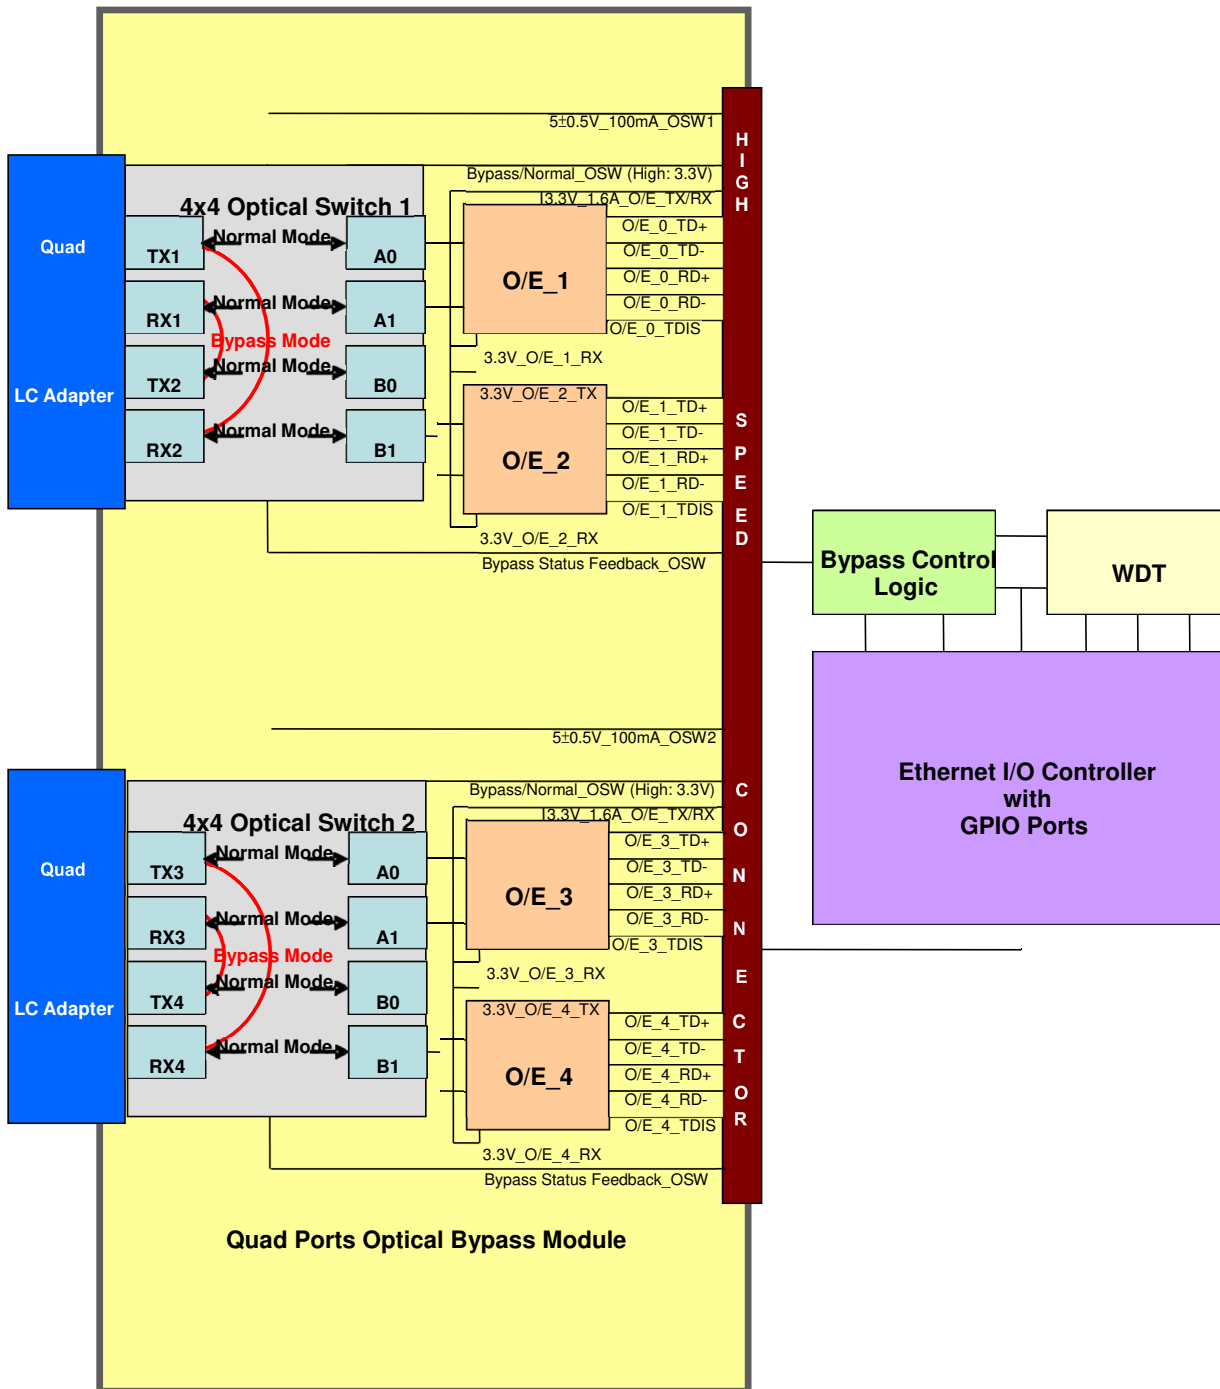 5±0.5V_100mA_OSW1
Bypass/Normal_OSW (High: 3.3V)
3.3V_1.6A_O/E_TX/RX
4x4 Optical Switch 1
Quad
LC Adapter
TX1
Normal Mode
A0
RX1
Normal Mode
A1
Bypass Mode
TX2
Normal Mode
B0
RX2
Normal Mode
B1
O/E_1
O/E_0_TD+
O/E_0_TD-
O/E_0_RD+
O/E_0_RD-
O/E_0_TDIS
3.3V_O/E_1_RX
3.3V_O/E_2_TX
O/E_2
O/E_1_TD+
O/E_1_TD-
O/E_1_RD+
O/E_1_RD-
O/E_1_TDIS
3.3V_O/E_2_RX
Bypass Status Feedback_OSW
HIGH
SPEED
CONNECTOR
Bypass Control
Logic
WDT
Ethernet I/O Controller
with
GPIO Ports
5±0.5V_100mA_OSW2
Bypass/Normal_OSW (High: 3.3V)
3.3V_1.6A_O/E_TX/RX
4x4 Optical Switch 2
Quad
LC Adapter
TX3
Normal Mode
A0
RX3
Normal Mode
A1
Bypass Mode
TX4
Normal Mode
B0
RX4
Normal Mode
B1
O/E_3
O/E_3_TD+
O/E_3_TD-
O/E_3_RD+
O/E_3_RD-
O/E_3_TDIS
3.3V_O/E_3_RX
3.3V_O/E_4_TX
O/E_4
O/E_4_TD+
O/E_4_TD-
O/E_4_RD+
O/E_4_RD-
O/E_4_TDIS
3.3V_O/E_4_RX
Bypass Status Feedback_OSW
Quad Ports Optical Bypass Module